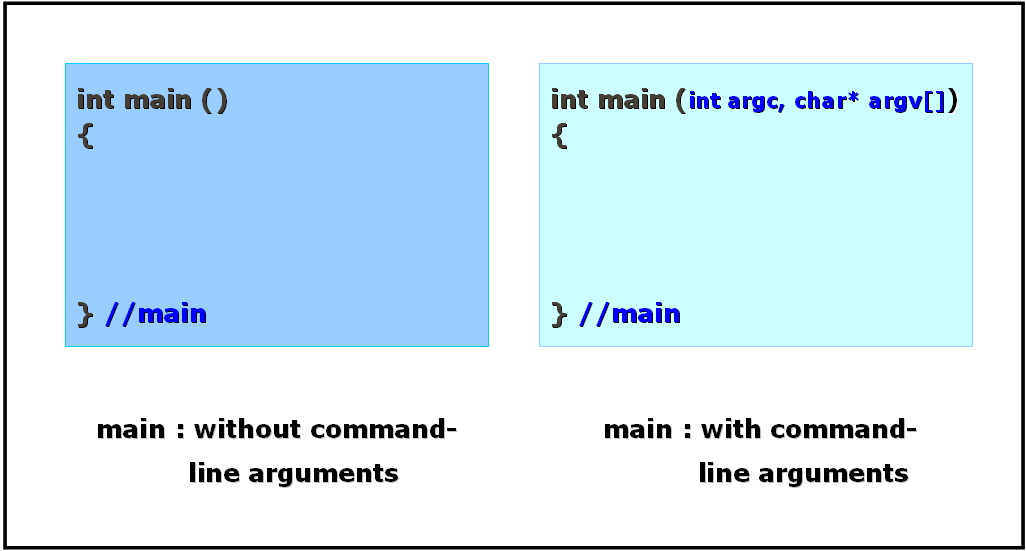 int main ()
{
} //main
int main (int argc, char* argv[])
{
} //main
main : without command-
line arguments
main : with command-
line arguments